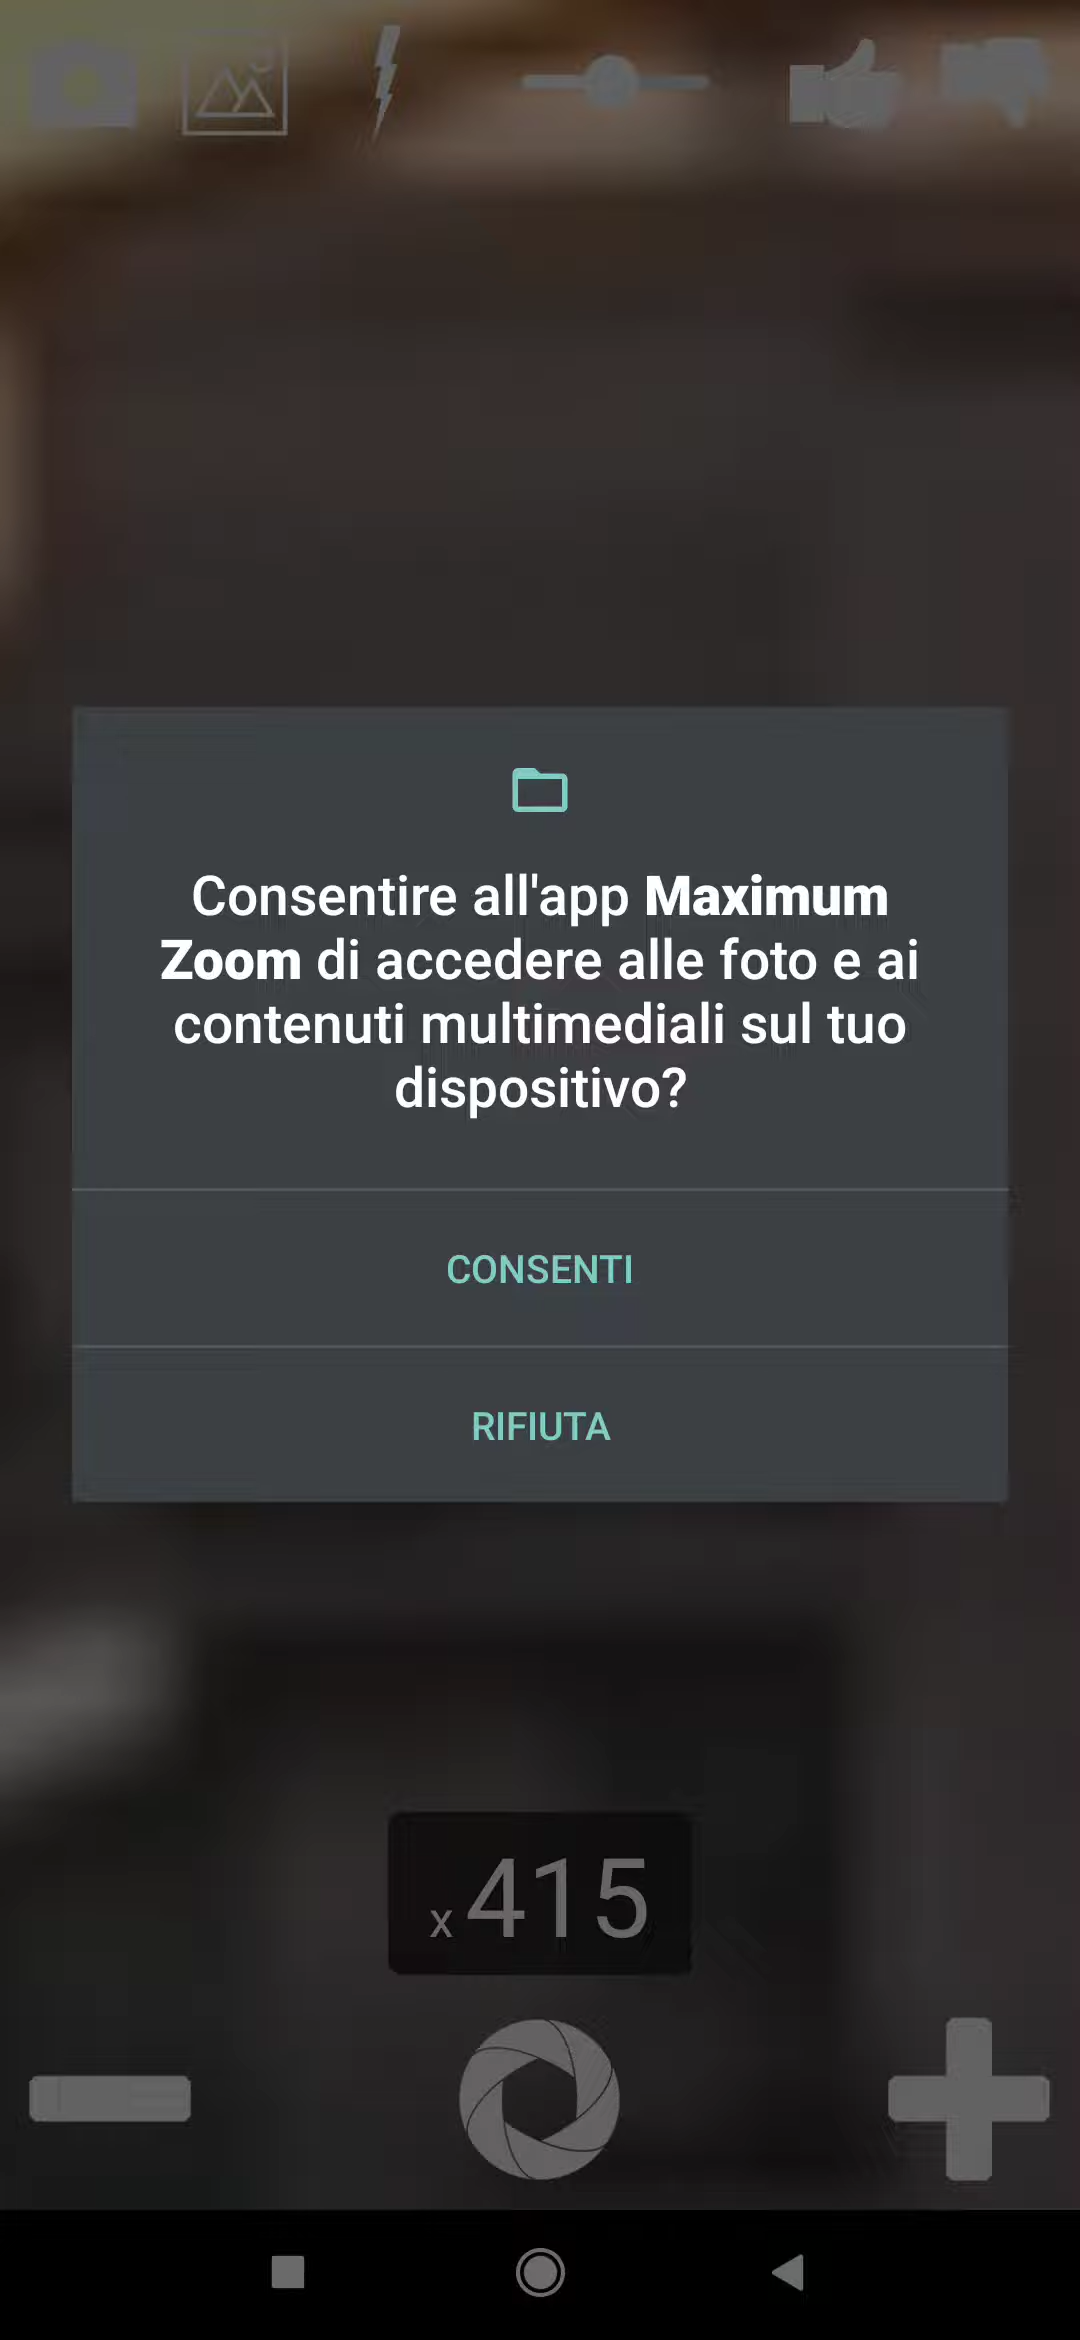 Consentire all'app Maximum
Zoom di accedere alle foto e ai
contenuti multimediali sul tuo
dispositivo?
CONSENTI
RIFIUTA
x415